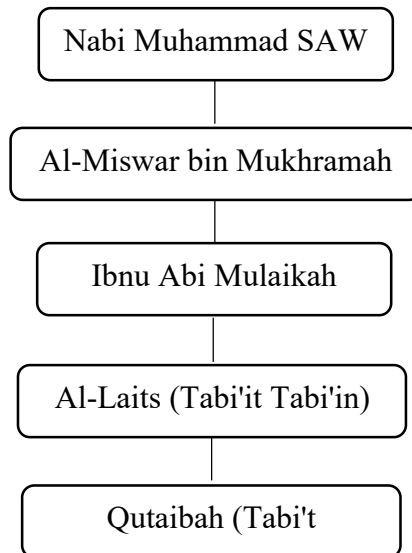 Nabi Muhammad SAW
Al-Miswar bin Mukhramah
Ibnu Abi Mulaikah
Al-Laits (Tabi'it Tabi'in)
Qutaibah (Tabi't